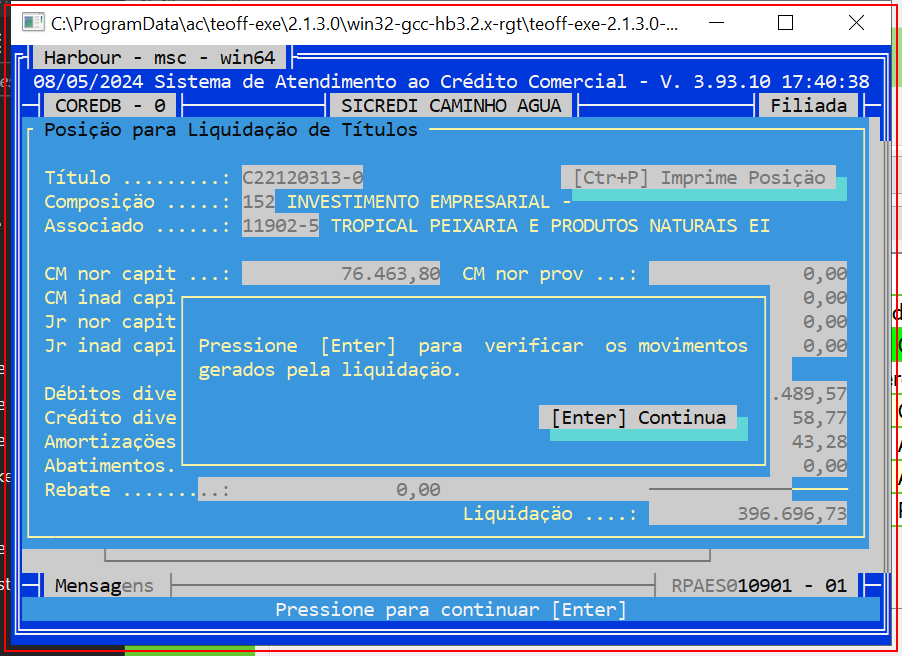 C:\ProgramData\ac\teoff-exe\2.1.3.0\win32-gcc-hb3.2.x-rgt\teoff-exe-2.1.3.0-...
Harbour - msc - win64
08/05/2024 Sistema de Atendimento ao Crédito Comercial - V. 3.93.10 17:40:38
COREDB - 0 SICREDI CAMINHO AGUA Filiada
Posição para Liquidação de Títulos
Título .........: C22120313-0 [Ctr+P] Imprime Posição
Composição .....: 152 INVESTIMENTO EMPRESARIAL -
Associado ......: 11902-5 TROPICAL PEIXARIA E PRODUTOS NATURAIS EI
CM nor capit ...: 76.463,80 CM nor prov ...: 0,00
CM inad capi 0,00
Jr nor capit 0,00
Jr inad capi 0,00
Pressione [Enter] para verificar os movimentos
gerados pela liquidação.
Débitos dive .489,57
Crédito dive 58,77
[Enter] Continua
Amortizações 43,28
Abatimentos. 0,00
Rebate .........: 0,00
Liquidação ....: 396.696,73
Mensagens RPAES010901 - 01
Pressione para continuar [Enter]